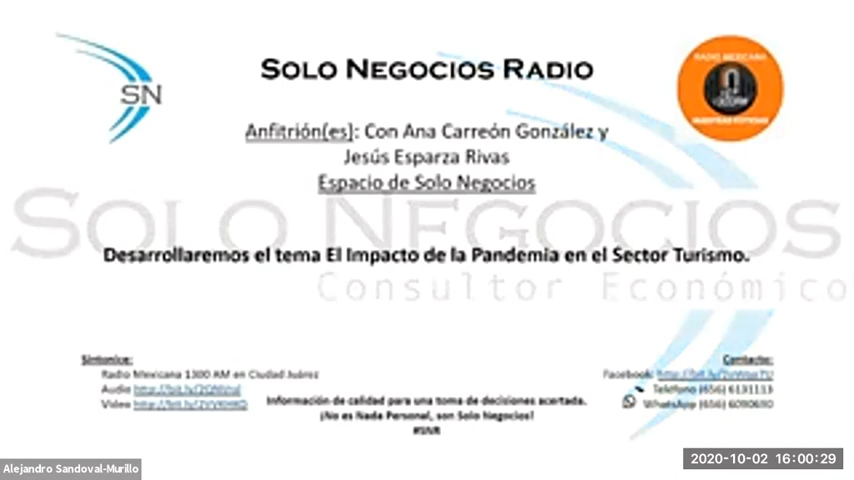 SN
SOLO NEGOCIOS RADIO
RADIO MEXICANA
Anfitrión(es): Con Ana Carreón González y
Jesús Esparza Rivas
Espacio de Solo Negocios
SOLO NEGOCIOS
Desarrollaremos el tema El Impacto de la Pandemia en el Sector Turismo.
Consultor Económico
Sintonice:
Radio Mexicana 1300 AM en Ciudad Juárez
Audio
Video
Información de calidad para una toma de decisiones acertada.
¡No es Nada Personal, son Solo Negocios!
#SNR
Contacto:
Facebook:
Teléfono (656) 6131113
WhatsApp (656)
Alejandro Sandoval-Murillo
2020-10-02 16:00:29